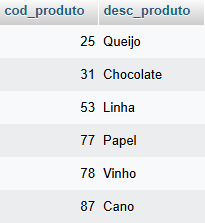 cod_produto desc_produto
25 Queijo
31 Chocolate
53 Linha
77 Papel
78 Vinho
87 Cano